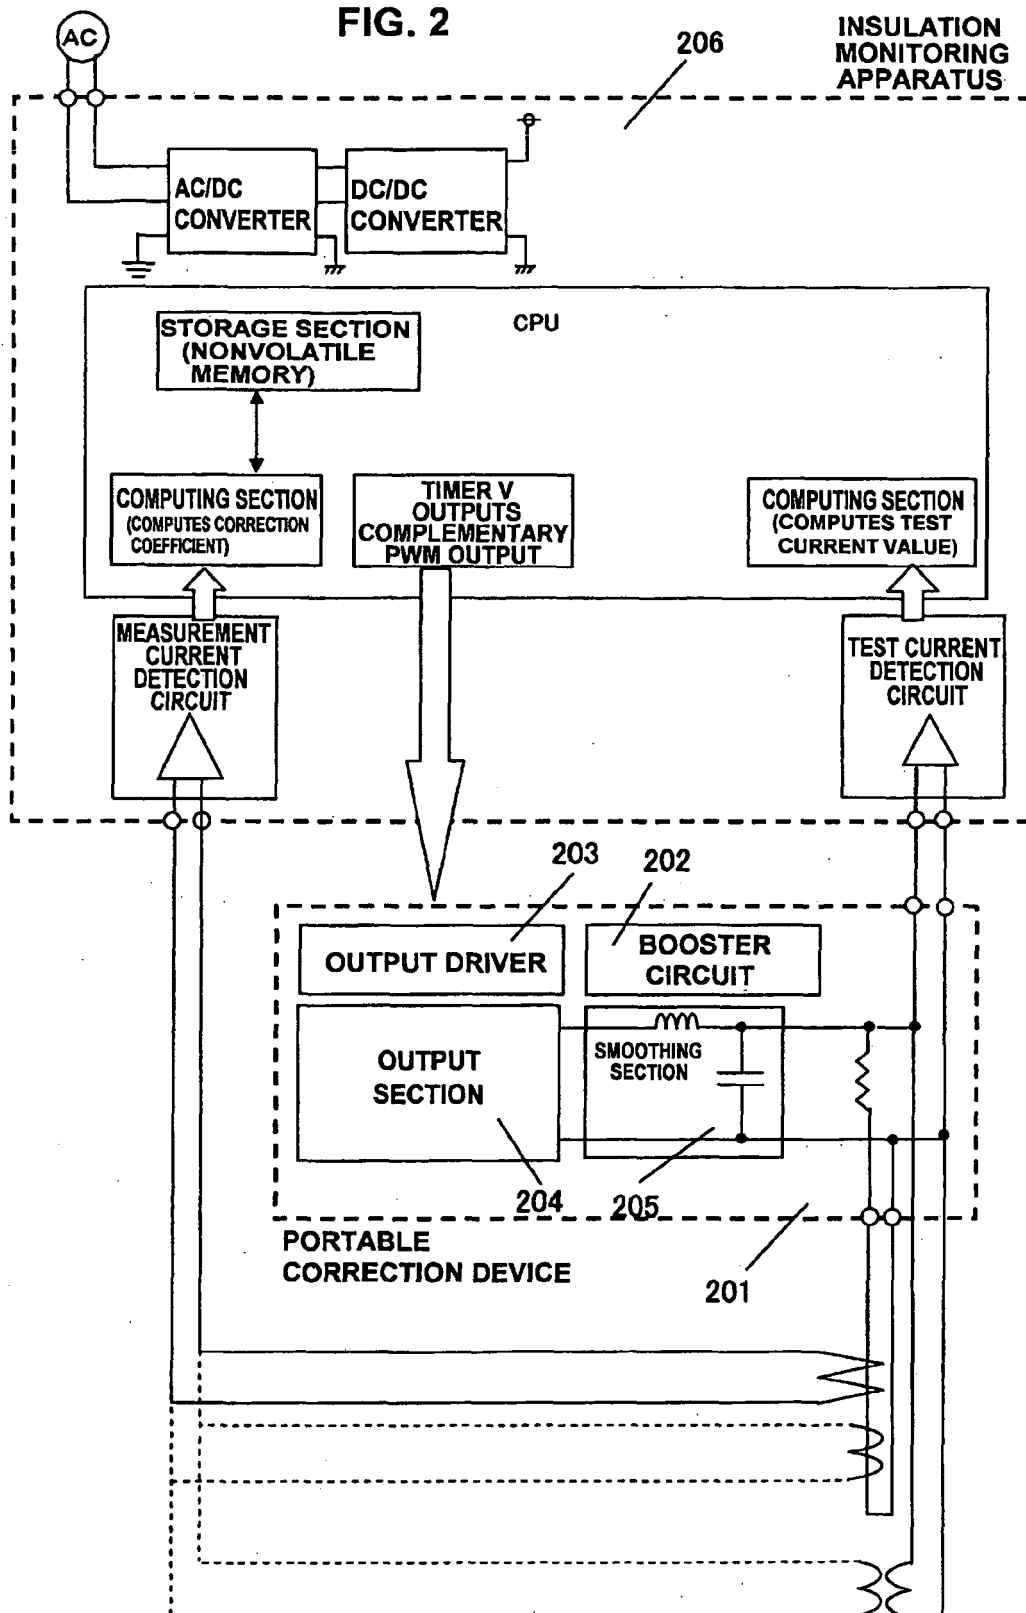 FIG. 2
AC
206
INSULATION
MONITORING
APPARATUS
AC/DC
CONVERTER
DC/DC
CONVERTER
CPU
STORAGE SECTION
(NONVOLATILE
MEMORY)
COMPUTING SECTION
(COMPUTES CORRECTION
COEFFICIENT)
TIMER V
OUTPUTS
COMPLEMENTARY
PWM OUTPUT
COMPUTING SECTION
(COMPUTES TEST
CURRENT VALUE)
MEASUREMENT
CURRENT
DETECTION
CIRCUIT
TEST CURRENT
DETECTION
CIRCUIT
203
202
OUTPUT DRIVER
BOOSTER
CIRCUIT
OUTPUT
SECTION
SMOOTHING
SECTION
204
205
201
PORTABLE
CORRECTION DEVICE